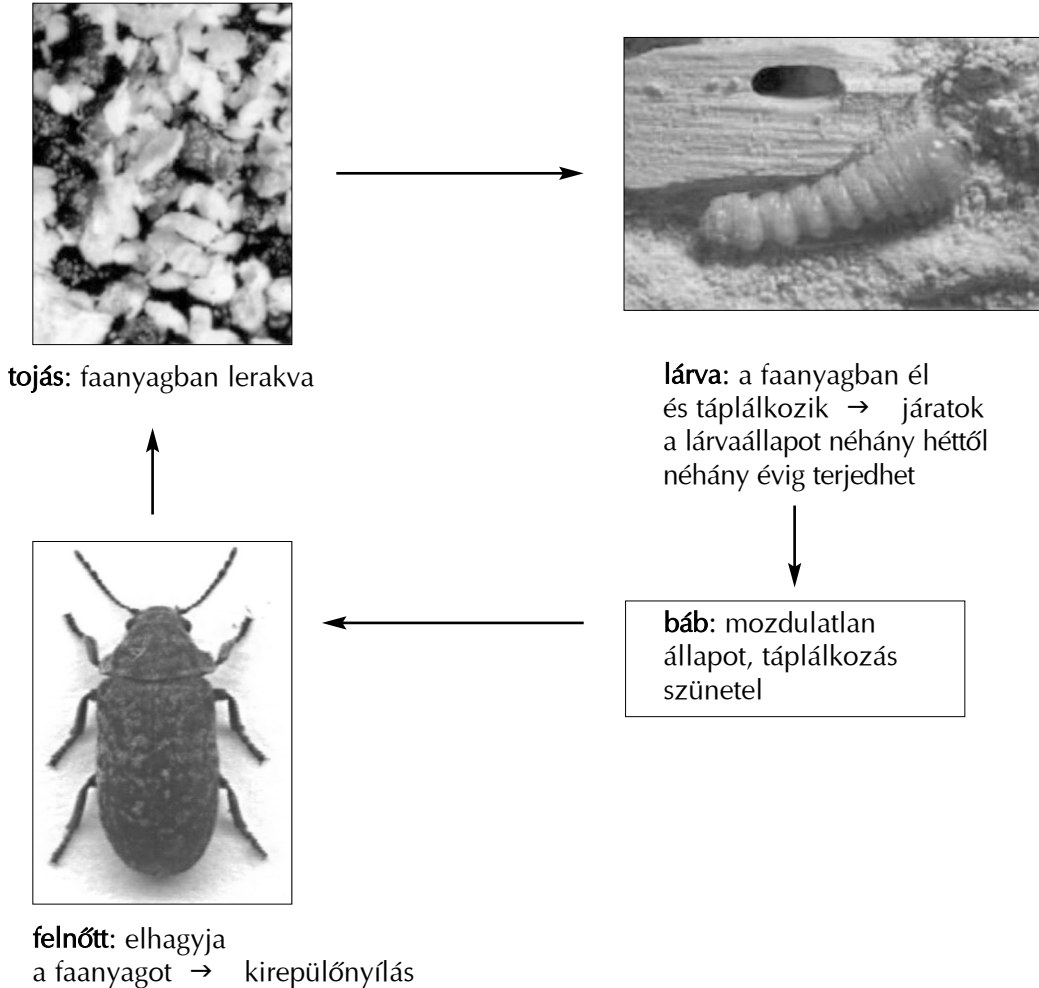 tojás: faanyagban lerakva
lárva: a faanyagban él
és táplálkozik → járatok
a lárvaállapot néhány héttől
néhány évig terjedhet
báb: mozdulatlan
állapot, táplálkozás
szünetel
felnőtt: elhagyja
a faanyagot → kirepülőnyílás